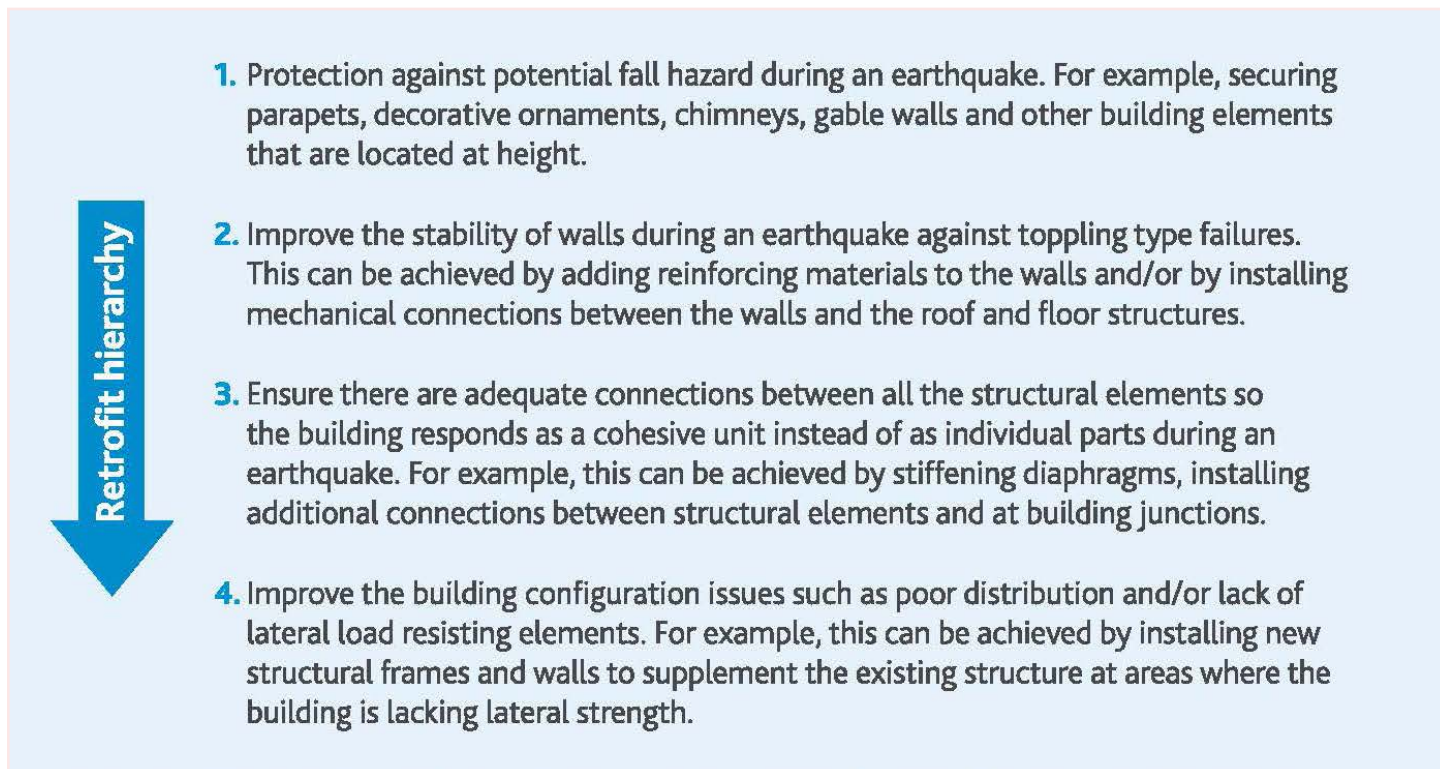 1. Protection against potential fall hazard during an earthquake. For example, securing
parapets, decorative ornaments, chimneys, gable walls and other building elements
that are located at height.
Retrofit hierarchy
2. Improve the stability of walls during an earthquake against toppling type failures.
This can be achieved by adding reinforcing materials to the walls and/or by installing
mechanical connections between the walls and the roof and floor structures.
3. Ensure there are adequate connections between all the structural elements so
the building responds as a cohesive unit instead of as individual parts during an
earthquake. For example, this can be achieved by stiffening diaphragms, installing
additional connections between structural elements and at building junctions.
4. Improve the building configuration issues such as poor distribution and/or lack of
lateral load resisting elements. For example, this can be achieved by installing new
structural frames and walls to supplement the existing structure at areas where the
building is lacking lateral strength.